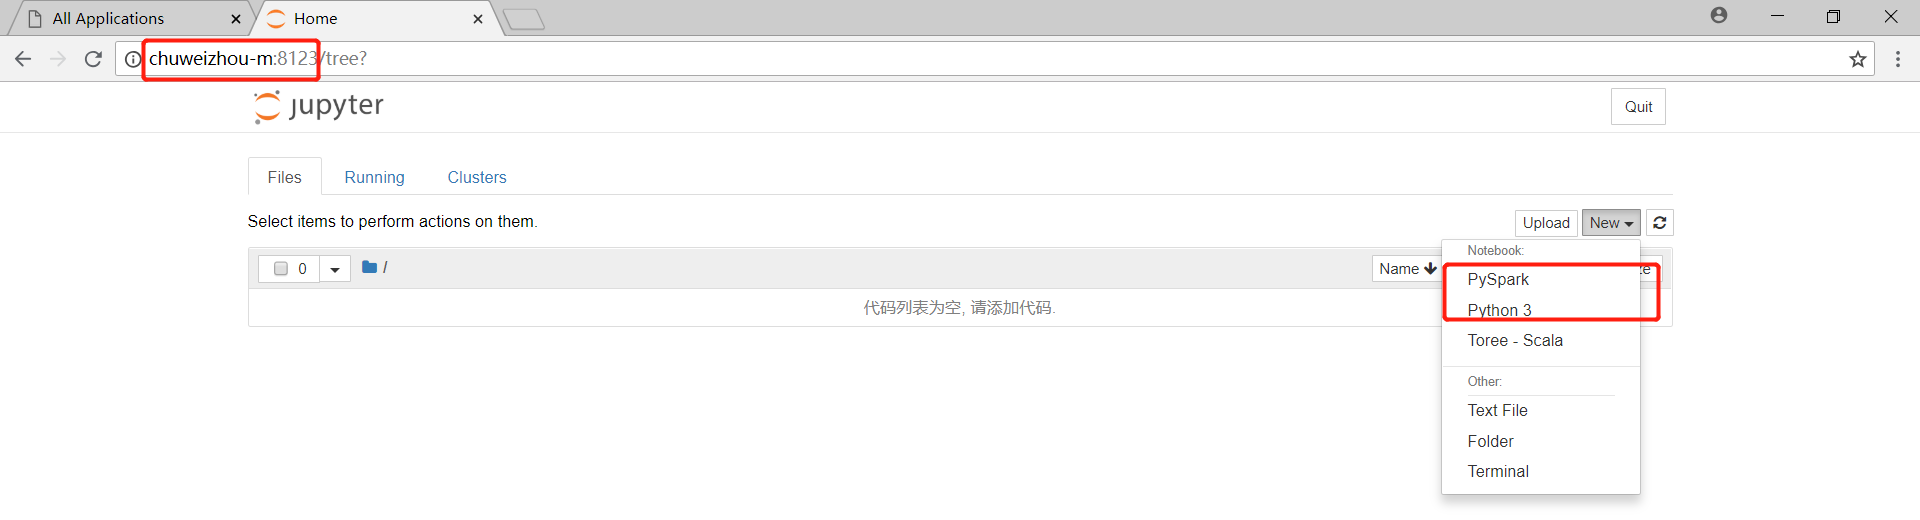 All Applications
Home
chuweizhou-m:8123/tree?
jupyter
Quit
Files
Running
Clusters
Select items to perform actions on them.
Upload
New
0
/
Name
Notebook:
PySpark
Python 3
Toree - Scala
Other:
Text File
Folder
Terminal
代码列表为空, 请添加代码.